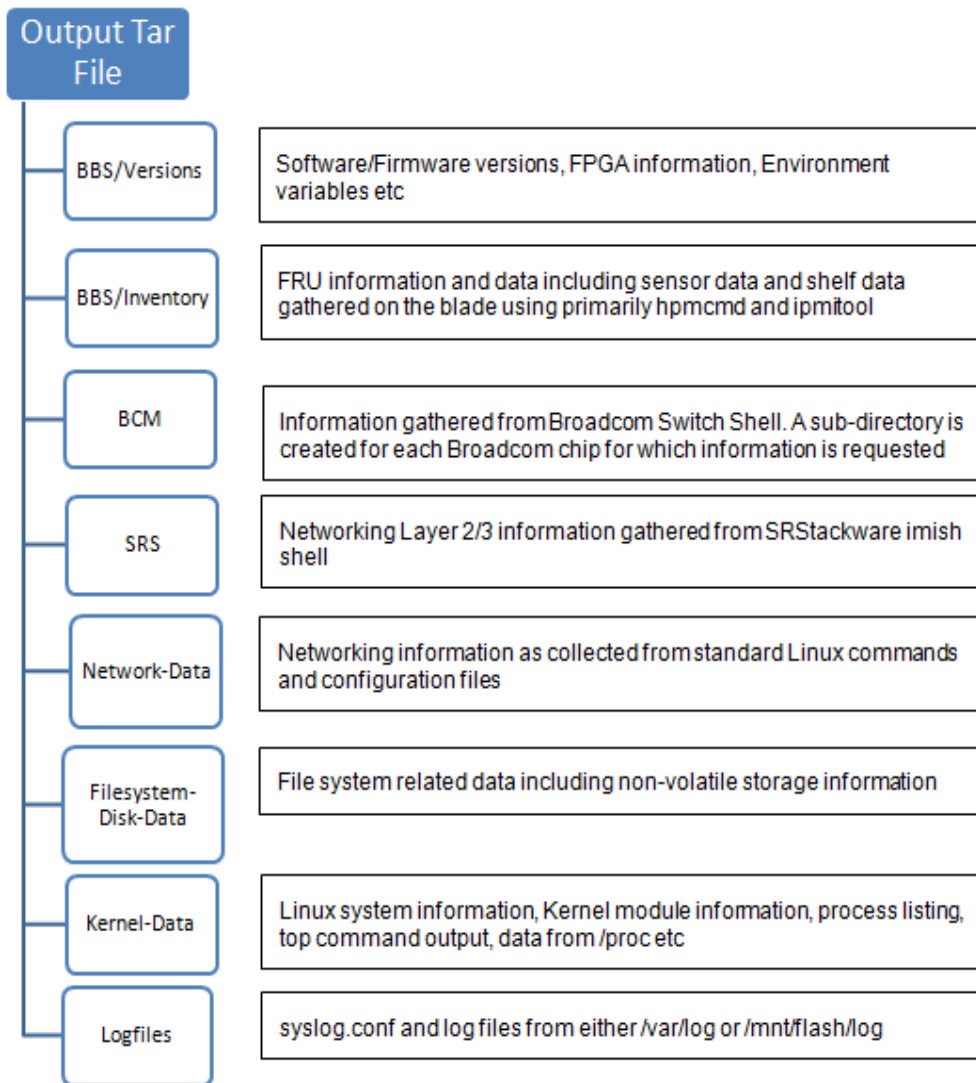 Output Tar
File
BBS/Versions
Software/Firmware versions, FPGA information, Environment
variables etc
BBS/Inventory
FRU information and data including sensor data and shelf data
gathered on the blade using primarily hpmcmd and ipmitool
BCM
Information gathered from Broadcom Switch Shell. A sub-directory is
created for each Broadcom chip for which information is requested
SRS
Networking Layer 2/3 information gathered from SRStackware imish
shell
Network-Data
Networking information as collected from standard Linux commands
and configuration files
Filesystem-
Disk-Data
File system related data including non-volatile storage information
Kernel-Data
Linux system information, Kernel module information, process listing,
top command output, data from /proc etc
Logfiles
syslog.conf and log files from either /var/log or /mnt/flash/log